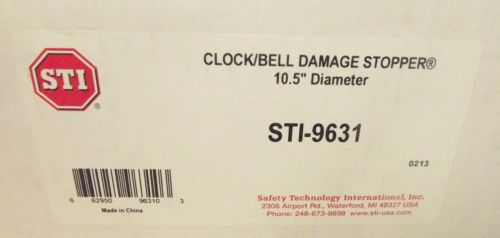 STI®
CLOCK/BELL DAMAGE STOPPER®
10.5" Diameter
STI-9631
0213
6 62950 96310 3
Made in China
Safety Technology International, Inc.
2306 Airport Rd., Waterford, MI 48327-USA
Phone: 248-673-9898 www.sti-usa.com